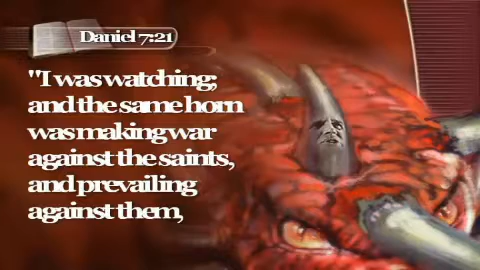 Daniel 7:21
"I was watching;
and the same horn
was making war
against the saints,
and prevailing
against them,